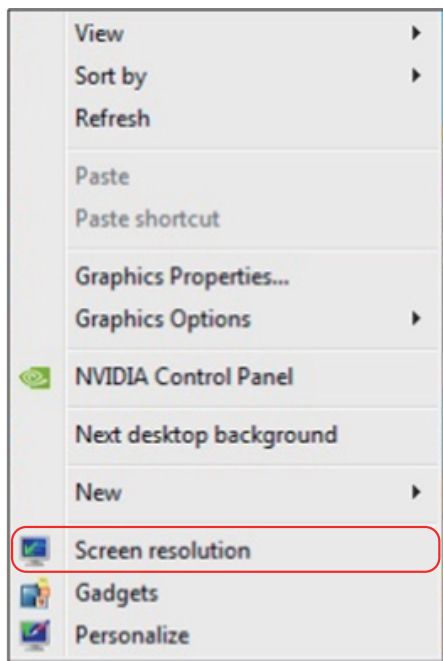 View
Sort by
Refresh
Paste
Paste shortcut
Graphics Properties...
Graphics Options
NVIDIA Control Panel
Next desktop background
New
Screen resolution
Gadgets
Personalize